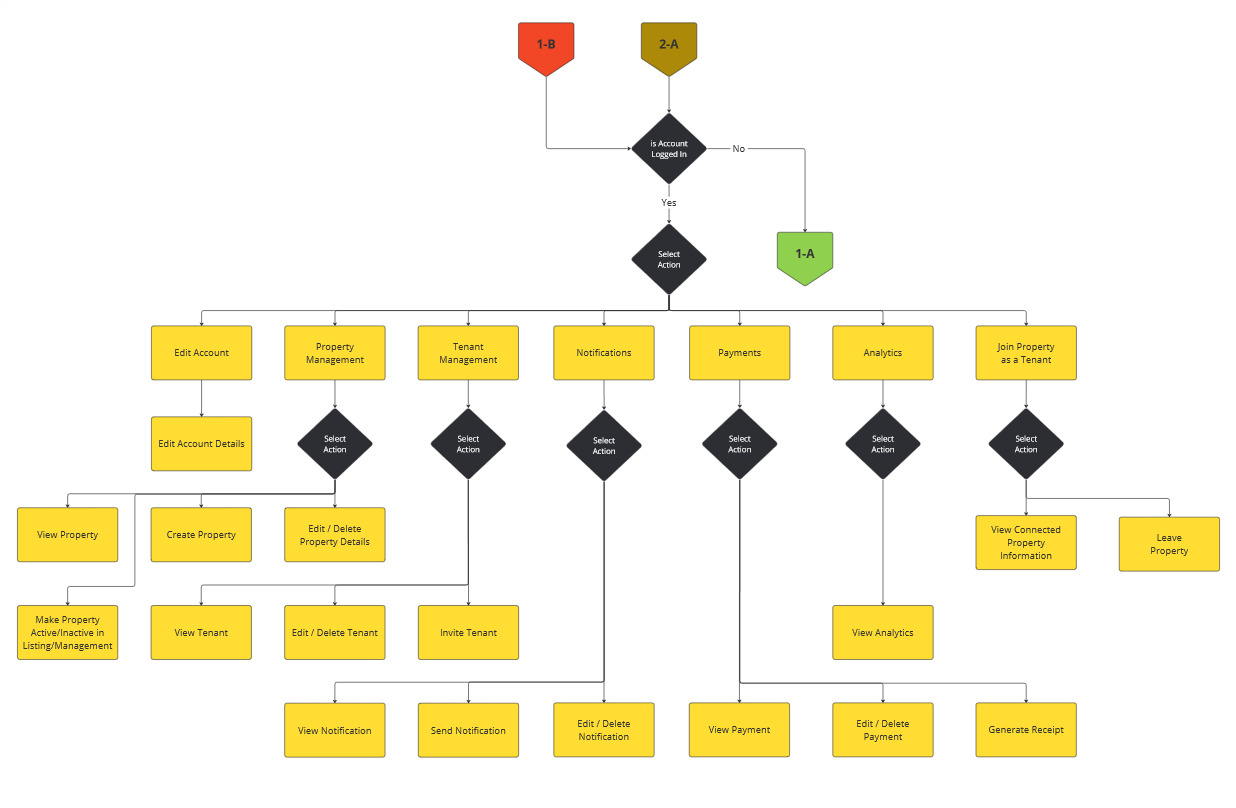 1-B
2-A
is Account
Logged In
No
Yes
Select
Action
1-A
Edit Account
Property
Management
Tenant
Management
Notifications
Payments
Analytics
Join Property
as a Tenant
Edit Account Details
Select
Action
Select
Action
Select
Action
Select
Action
Select
Action
Select
Action
View Property
Create Property
Edit / Delete
Property Details
View Connected
Property
Information
Leave
Property
Make Property
Active/Inactive in
Listing/Management
View Tenant
Edit / Delete Tenant
Invite Tenant
View Analytics
View Notification
Send Notification
Edit / Delete
Notification
View Payment
Edit / Delete
Payment
Generate Receipt